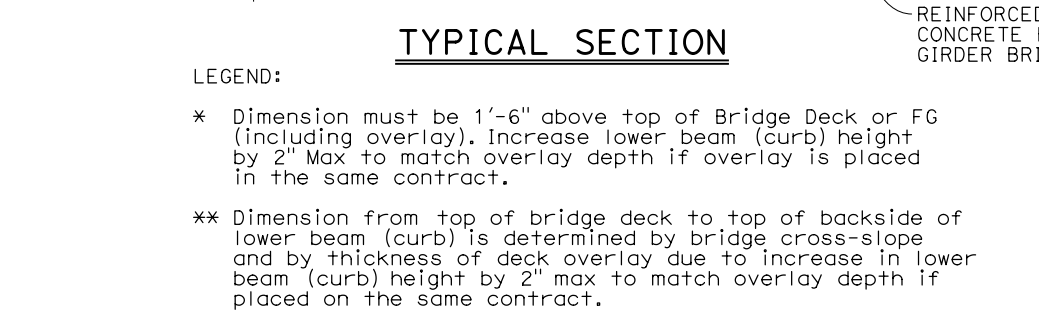 REINFORCED
CONCRETE
GIRDER
TYPICAL SECTION
LEGEND:
* Dimension must be 1'-6" above top of Bridge Deck or FG
(including overlay). Increase lower beam (curb) height
by 2" Max to match overlay depth if overlay is placed
in the same contract.
** Dimension from top of bridge deck to top of backside of
lower beam (curb) is determined by bridge cross-slope
and by thickness of deck overlay due to increase in lower
beam (curb) height by 2" max to match overlay depth if
placed on the same contract.